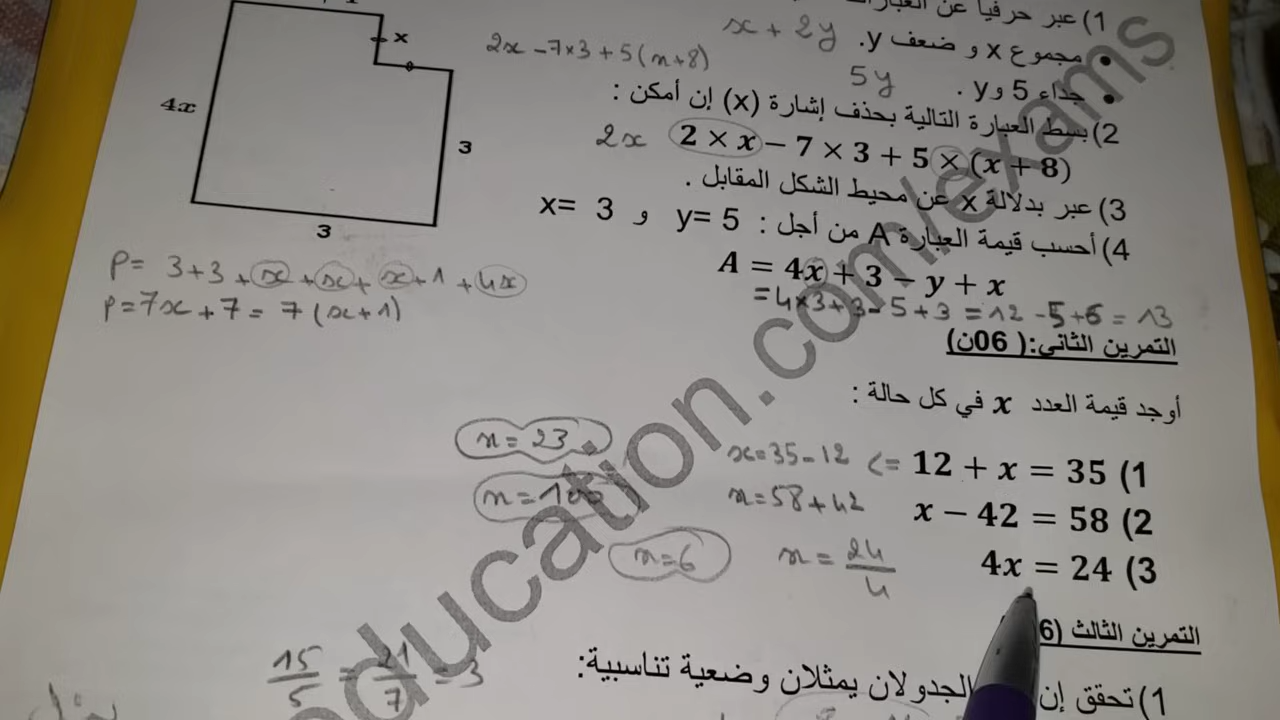 1) عبر حرفيا عن
• مجموع x و ضعف y. x + 2y
• جداء 5 و y. 5y
2x - 7×3 + 5(x+8)
2) بسط العبارة التالية بحذف إشارة (x) إن أمكن :
2 × x − 7 × 3 + 5 × (x + 8) 2x
3) عبر بدلالة x عن محيط الشكل المقابل .
4) أحسب قيمة العبارة A من أجل : y= 5 و x= 3
A = 4x + 3 − y + x
=4×3+3-5+3 =12 -5+6 = 13
x
4x
3
3
P= 3+3+x+x+x+1+4x
P=7x+7= 7(x+1)
التمرين الثاني:( 06ن)
أوجد قيمة العدد x في كل حالة :
1) 12 + x = 35 <= x=35-12 x=23
2) x − 42 = 58 x=58+42 x=100
3) 4x = 24 x= 24/4 x=6
التمرين الثالث
15/5 = 21/7 = 3
1) تحقق إن الجدولان يمثلان وضعية تناسبية:
education.com/exams